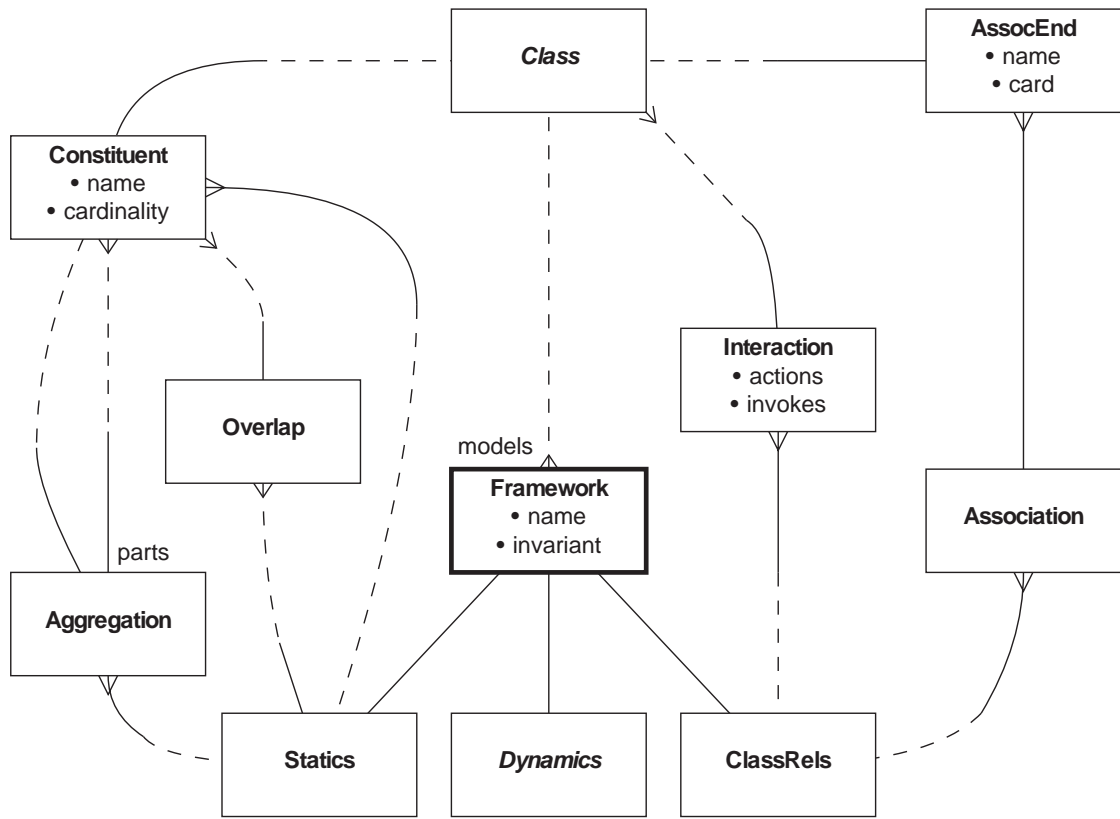 Class
AssocEnd
• name
• card
Constituent
• name
• cardinality
Interaction
• actions
• invokes
Overlap
models
Framework
• name
• invariant
Association
parts
Aggregation
Statics
Dynamics
ClassRels